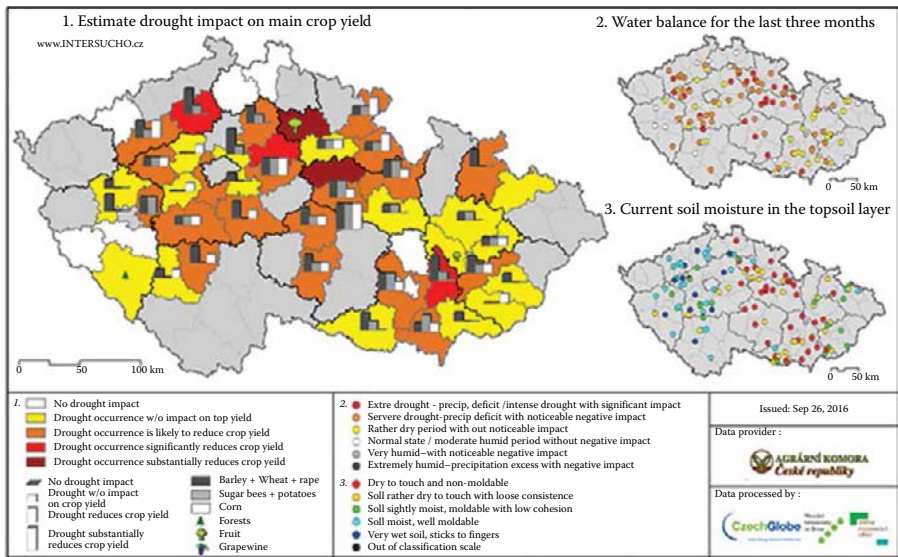 1. Estimate drought impact on main crop yield
www.INTERSUCHO.cz
0 50 100 km
2. Water balance for the last three months
0 50 km
3. Current soil moisture in the topsoil layer
0 50 km
1. No drought impact
Drought occurrence w/o impact on top yield
Drought occurrence is likely to reduce crop yield
Drought occurrence significantly reduces crop yield
Drought occurrence substantially reduces crop yeild
No drought impact
Drought w/o impact
on crop yield
Drought reduces crop yield
Drought substantially
reduces crop yield
Barley + Wheat + rape
Sugar bees + potatoes
Corn
Forests
Fruit
Grapewine
2. Extre drought - precip, deficit /intense drought with significant impact
Servere drought-precip deficit with noticeable negative impact
Rather dry period with out noticeable impact
Normal state / moderate humid period without negative impact
Very humid–with noticeable negative impact
Extremely humid–precipitation excess with negative impact
3. Dry to touch and non-moldable
Soil rather dry to touch with loose consistence
Soil sightly moist, moldable with low cohesion
Soil moist, well moldable
Very wet soil, sticks to fingers
Out of classification scale
Issued: Sep 26, 2016
Data provider :
AGRÁRNÍ KOMORA
České republiky
Data processed by :
CzechGlobe